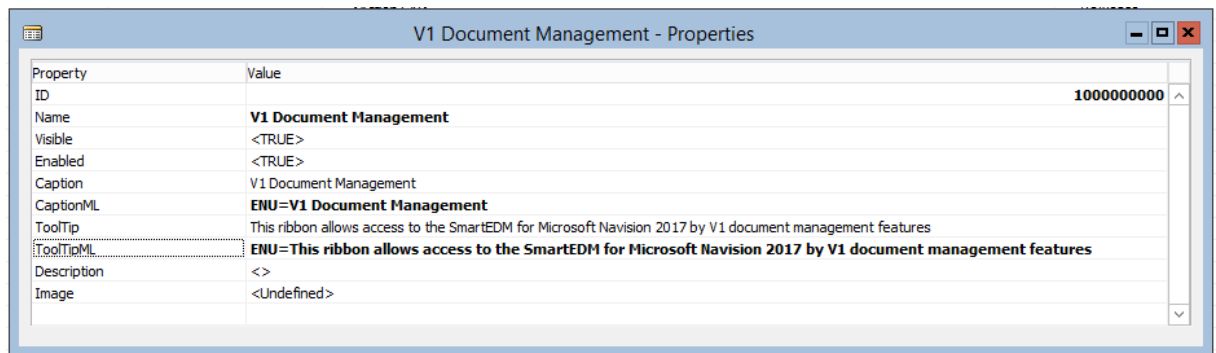 V1 Document Management - Properties
Property Value
ID 1000000000
Name V1 Document Management
Visible <TRUE>
Enabled <TRUE>
Caption V1 Document Management
CaptionML ENU=V1 Document Management
ToolTip This ribbon allows access to the SmartEDM for Microsoft Navision 2017 by V1 document management features
ToolTipML ENU=This ribbon allows access to the SmartEDM for Microsoft Navision 2017 by V1 document management features
Description <>
Image <Undefined>